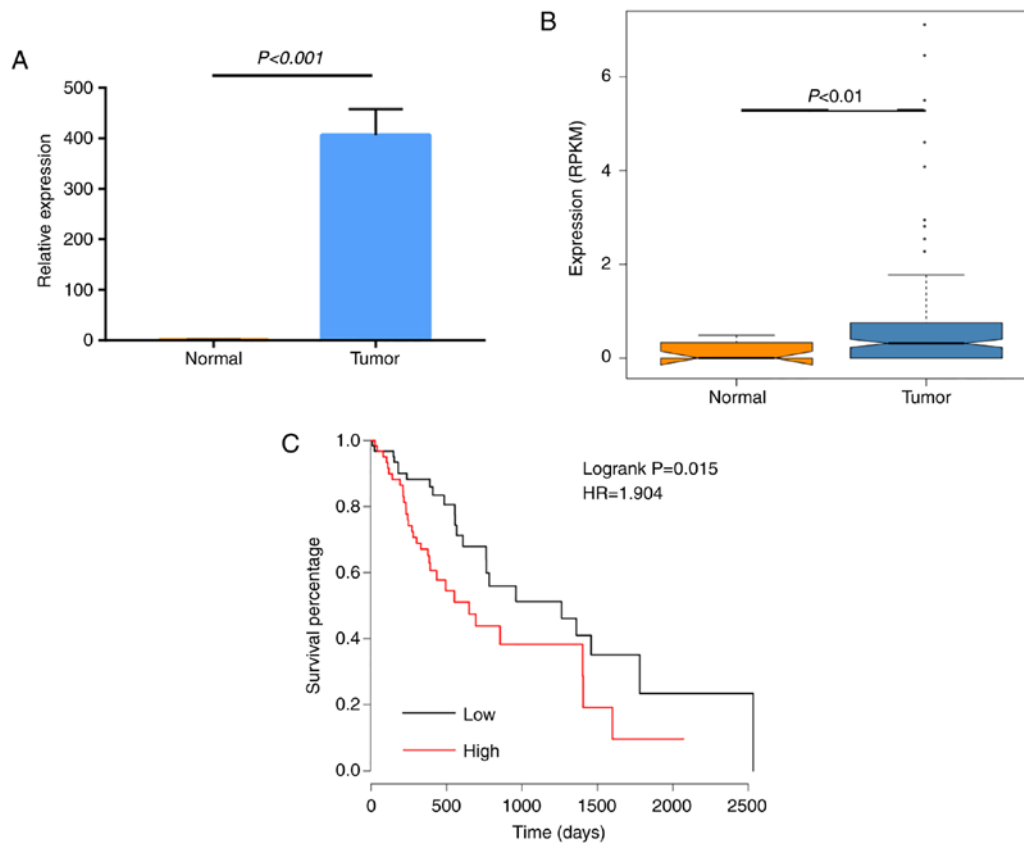 A
P<0.001
Relative expression
500
400
300
200
100
0
Normal
Tumor
B
P<0.01
Expression (RPKM)
6
4
2
0
Normal
Tumor
C
Logrank P=0.015
HR=1.904
Survival percentage
1.0
0.8
0.6
0.4
0.2
0.0
Low
High
0
500
1000
1500
2000
2500
Time (days)